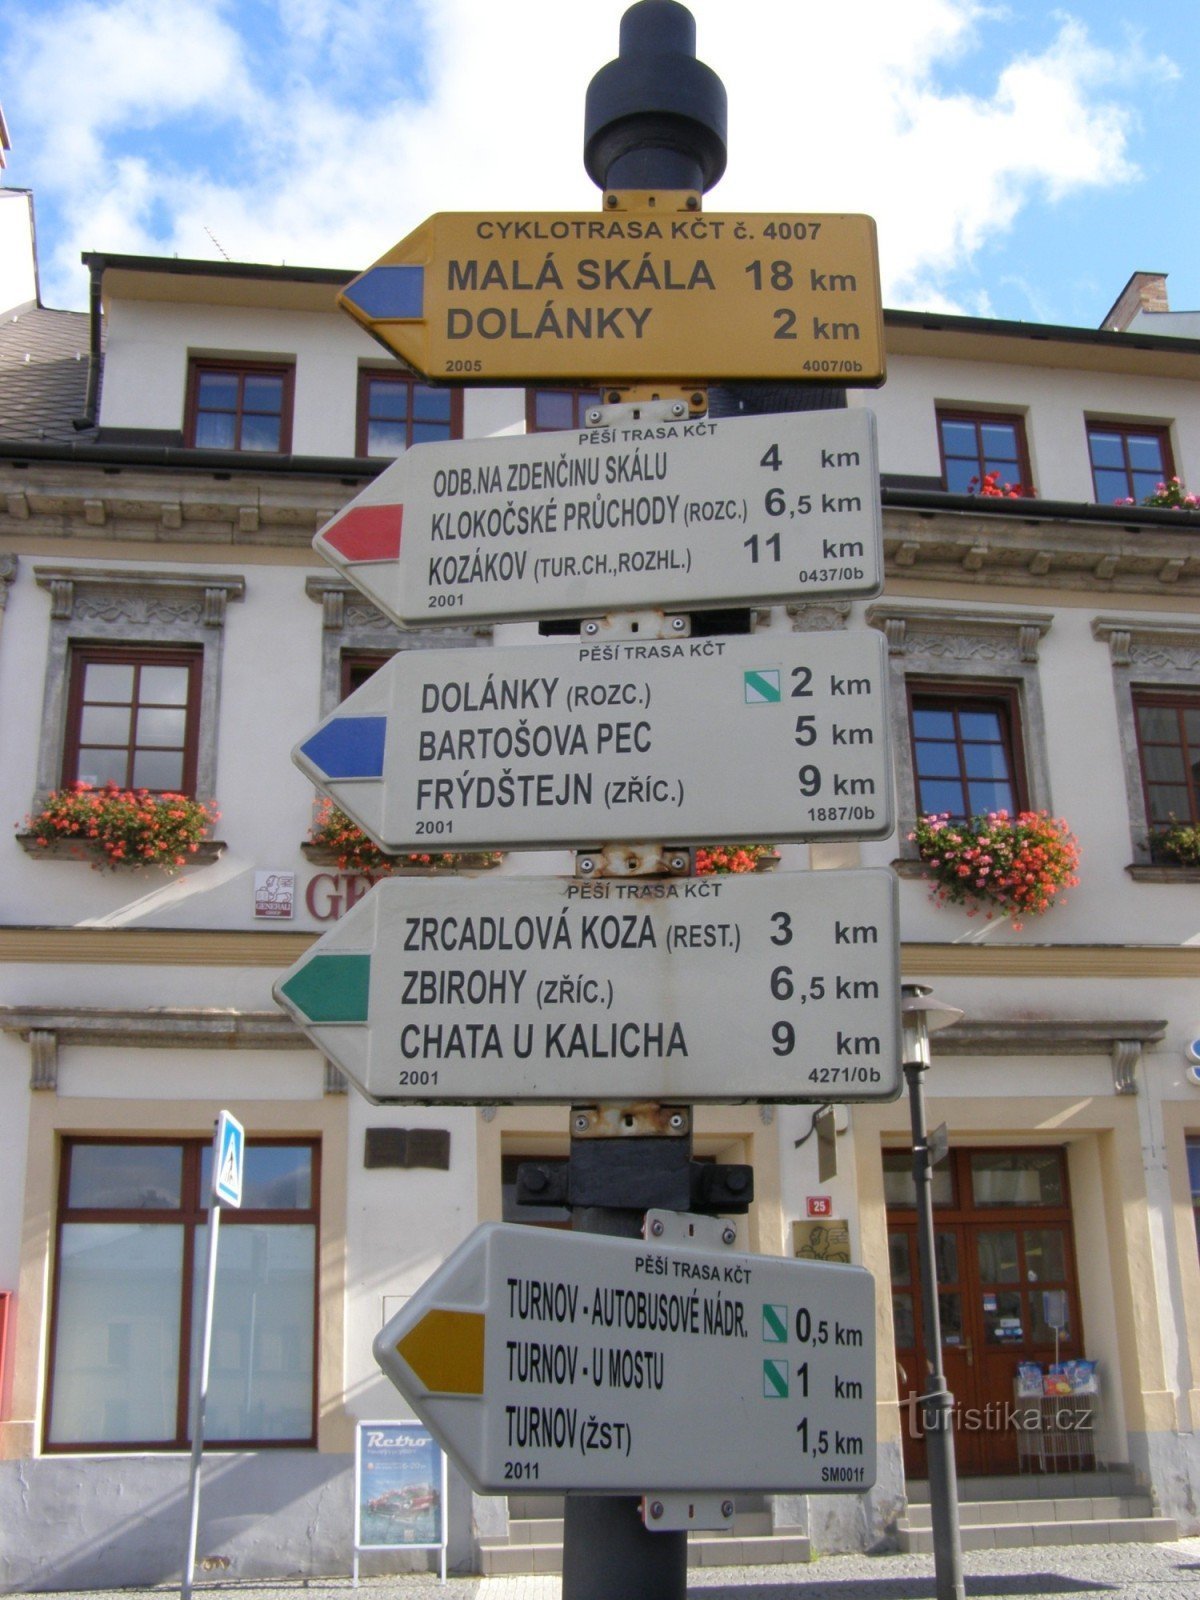 CYKLOTRASA KČT č. 4007
MALÁ SKÁLA 18 km
DOLÁNKY 2 km
2005 4007/0b
PĚŠÍ TRASA KČT
ODB.NA ZDENČINU SKÁLU 4 km
KLOKOČSKÉ PRŮCHODY (ROZC.) 6,5 km
KOZÁKOV (TUR.CH.,ROZHL.) 11 km
2001 0437/0b
PĚŠÍ TRASA KČT
DOLÁNKY (ROZC.) 2 km
BARTOŠOVA PEC 5 km
FRÝDŠTEJN (ZŘÍC.) 9 km
2001 1887/0b
GENERALI
GROUP
GE
PĚŠÍ TRASA KČT
ZRCADLOVÁ KOZA (REST.) 3 km
ZBIROHY (ZŘÍC.) 6,5 km
CHATA U KALICHA 9 km
2001 4271/0b
25
PĚŠÍ TRASA KČT
TURNOV - AUTOBUSOVÉ NÁDR. 0,5 km
TURNOV - U MOSTU 1 km
TURNOV (ŽST) 1,5 km
2011 SM001f
Retro
Turistika.cz